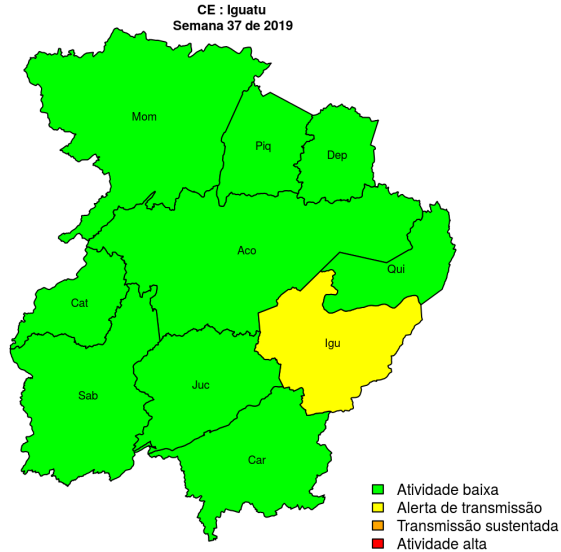 CE : Iguatu
Semana 37 de 2019
Mom
Piq
Dep
Aco
Qui
Cat
Igu
Juc
Sab
Car
Atividade baixa
Alerta de transmissão
Transmissão sustentada
Atividade alta